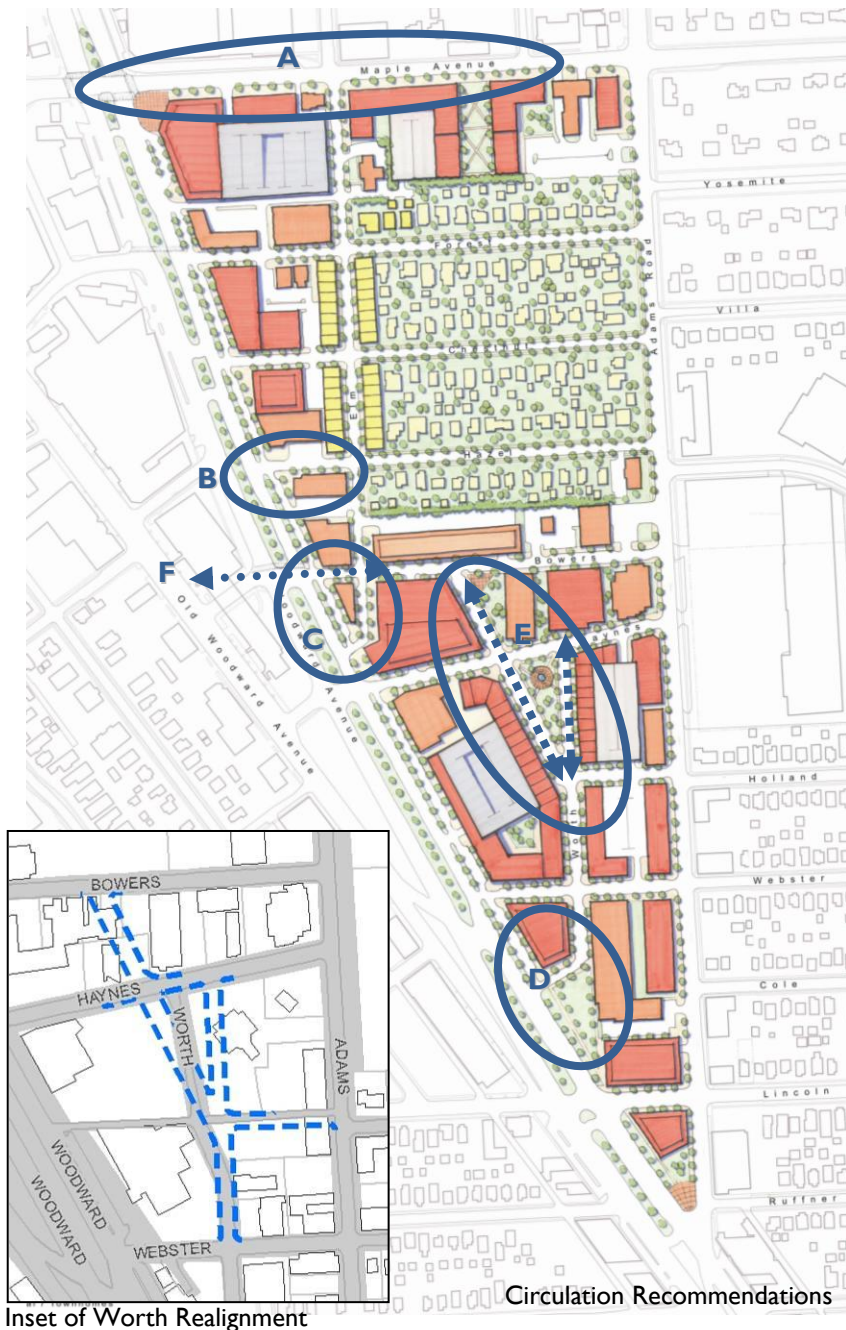 A
Maple Avenue
Yosemite
Forest
Adams Road
Villa
Chestnut
Elm
B
Hazel
F
Bowers
C
E
Haynes
Woodward Avenue
Old Woodward Avenue
Holland
Worth
Webster
D
Cole
Lincoln
Ruffner
BOWERS
HAYNES
WORTH
ADAMS
WOODWARD
WOODWARD
WEBSTER
Circulation Recommendations
Inset of Worth Realignment